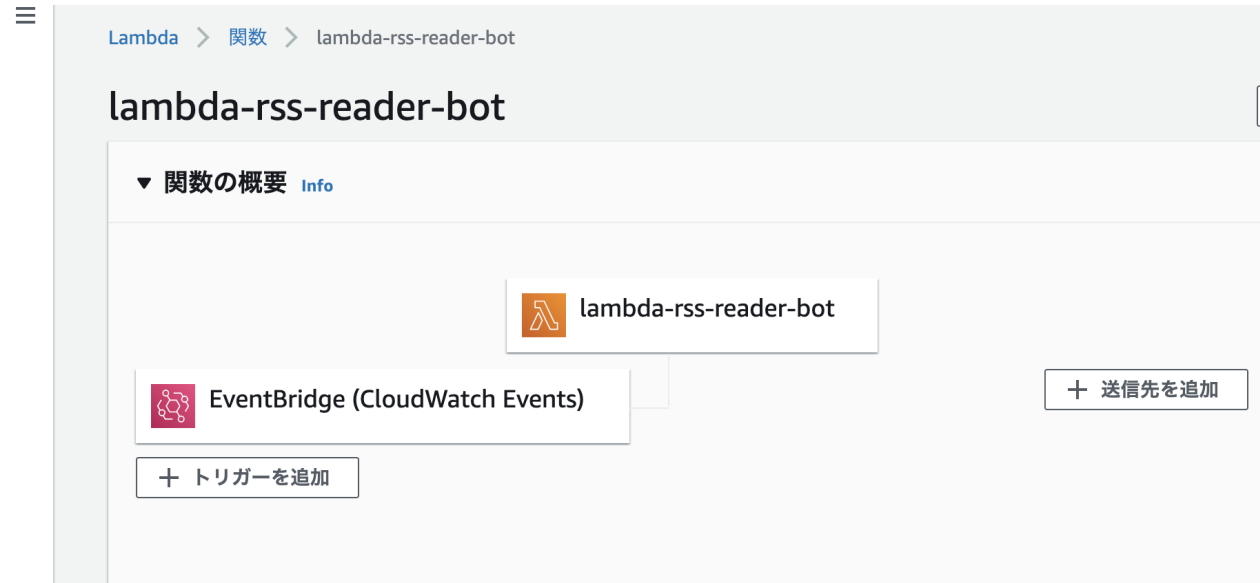 Lambda > 関数 > lambda-rss-reader-bot
lambda-rss-reader-bot
▼ 関数の概要 Info
lambda-rss-reader-bot
EventBridge (CloudWatch Events)
+ 送信先を追加
+ トリガーを追加